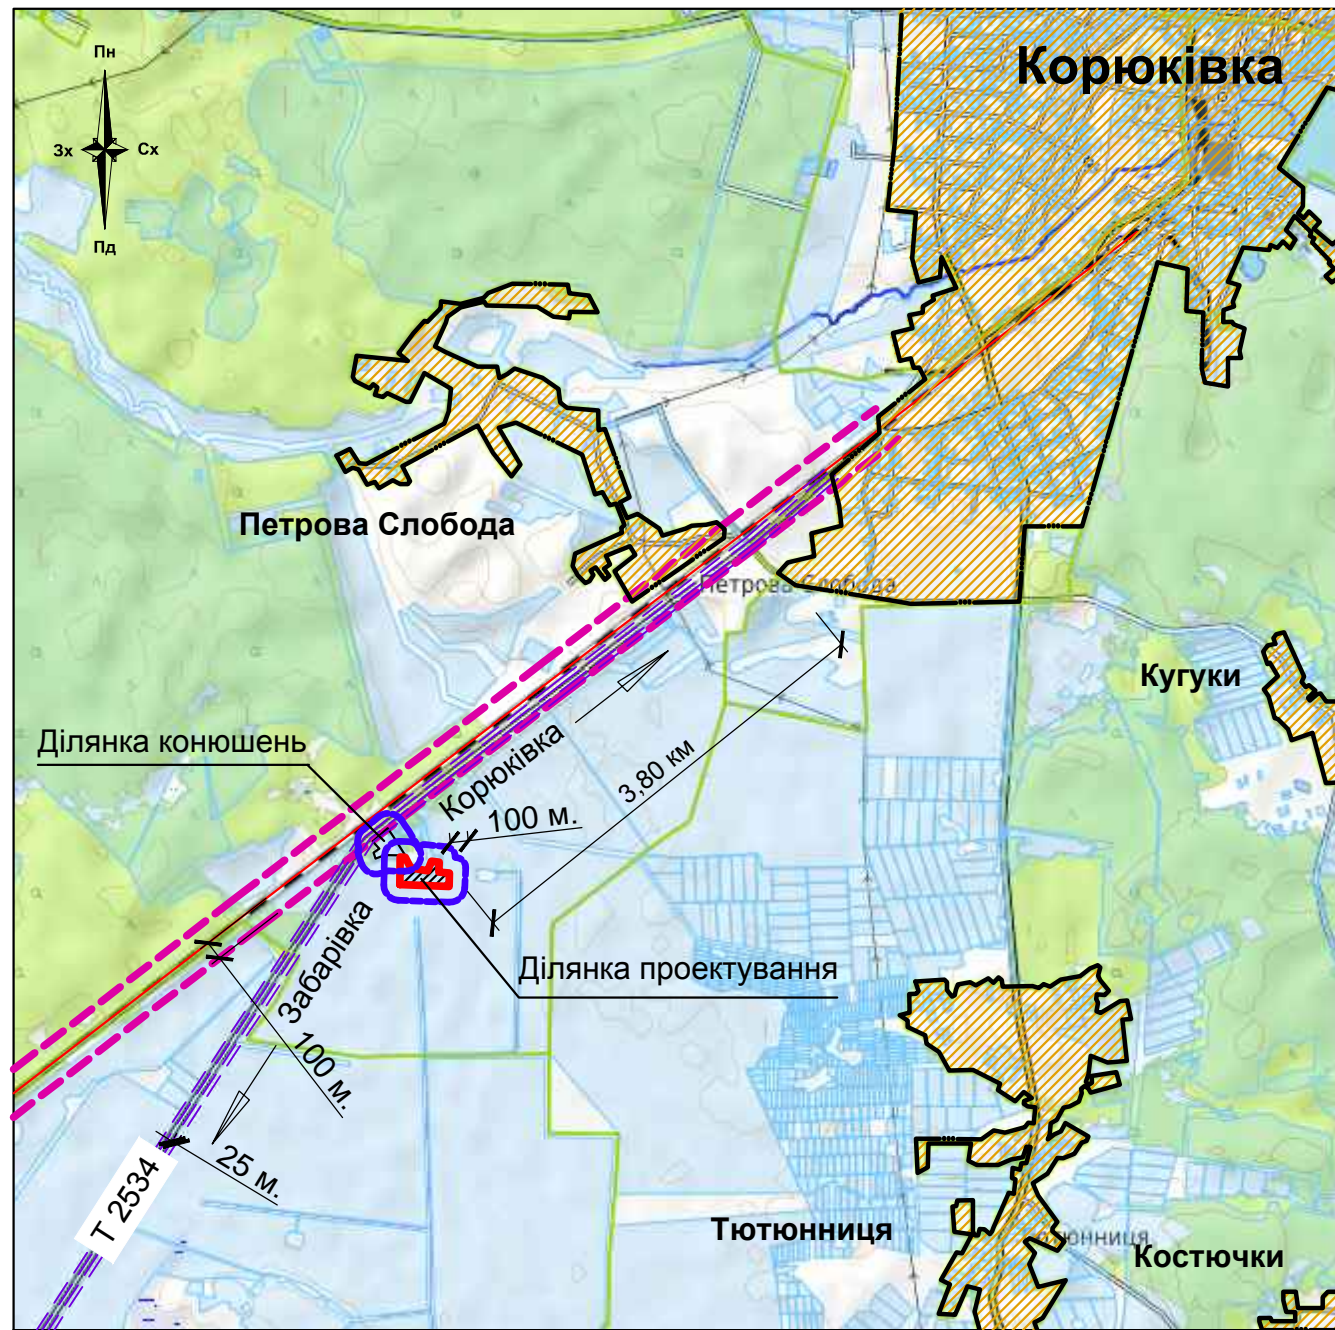 Корюківка
Пн
Зх
Сх
Пд
Петрова Слобода
Петрова Слобода
Кугуки
Ділянка конюшень
Корюківка
3,80 км
100 м.
Забарівка
Ділянка проектування
100 м.
25 м.
Т 2534
Тютюнниця
Костючки